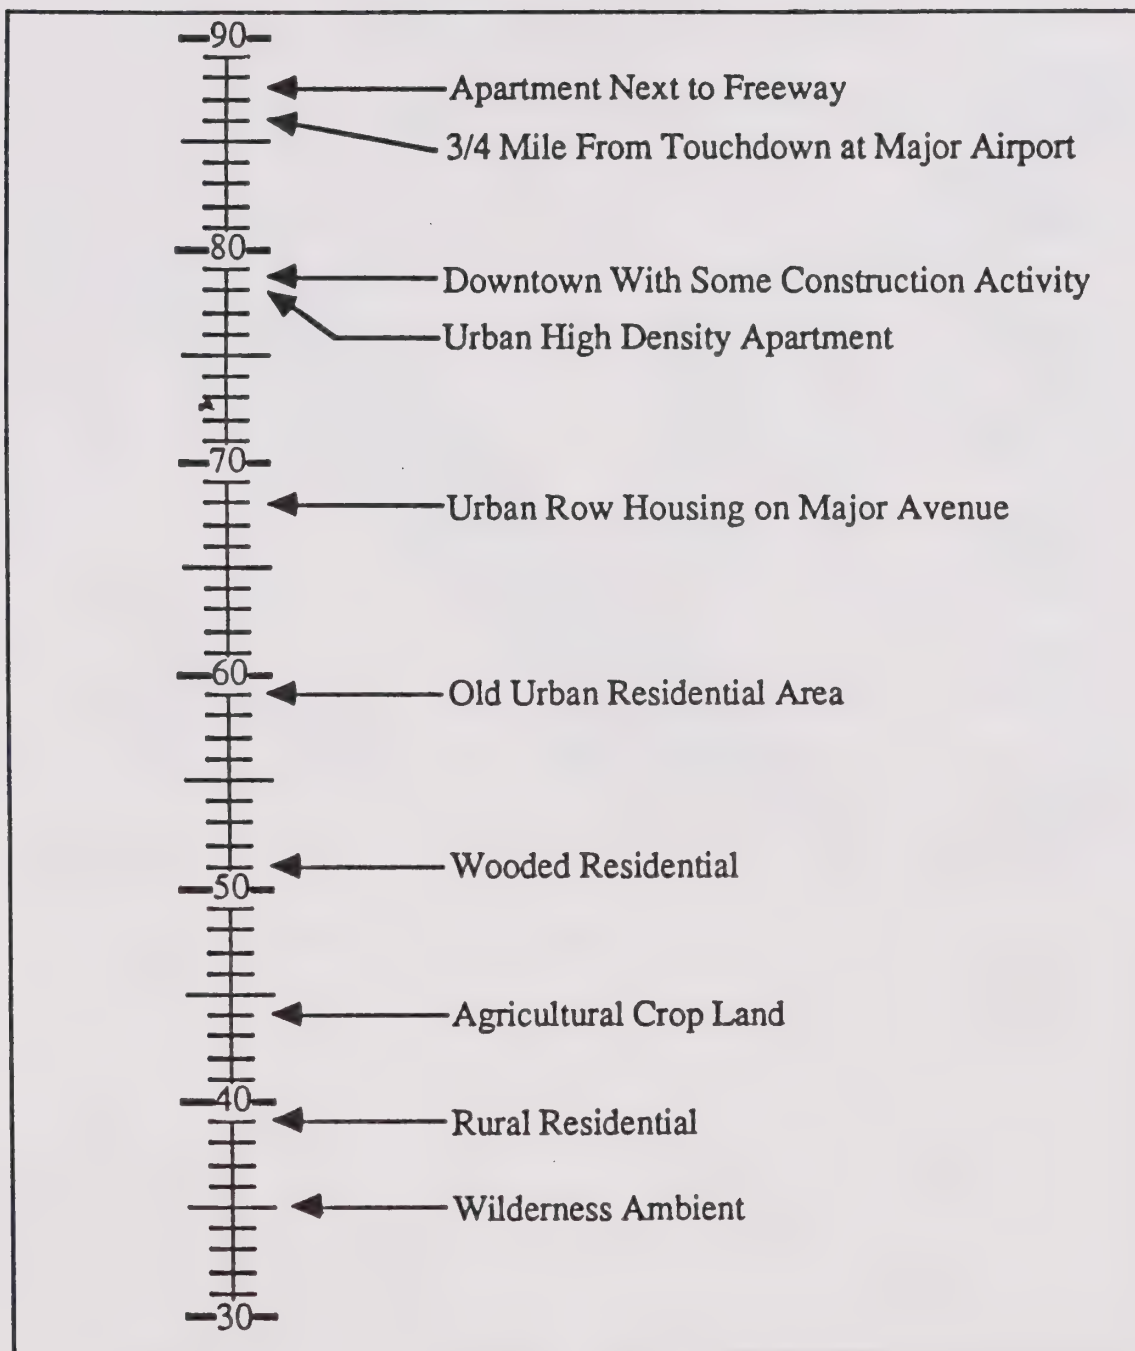 90
Apartment Next to Freeway
3/4 Mile From Touchdown at Major Airport
80
Downtown With Some Construction Activity
Urban High Density Apartment
70
Urban Row Housing on Major Avenue
60
Old Urban Residential Area
Wooded Residential
50
Agricultural Crop Land
40
Rural Residential
Wilderness Ambient
30